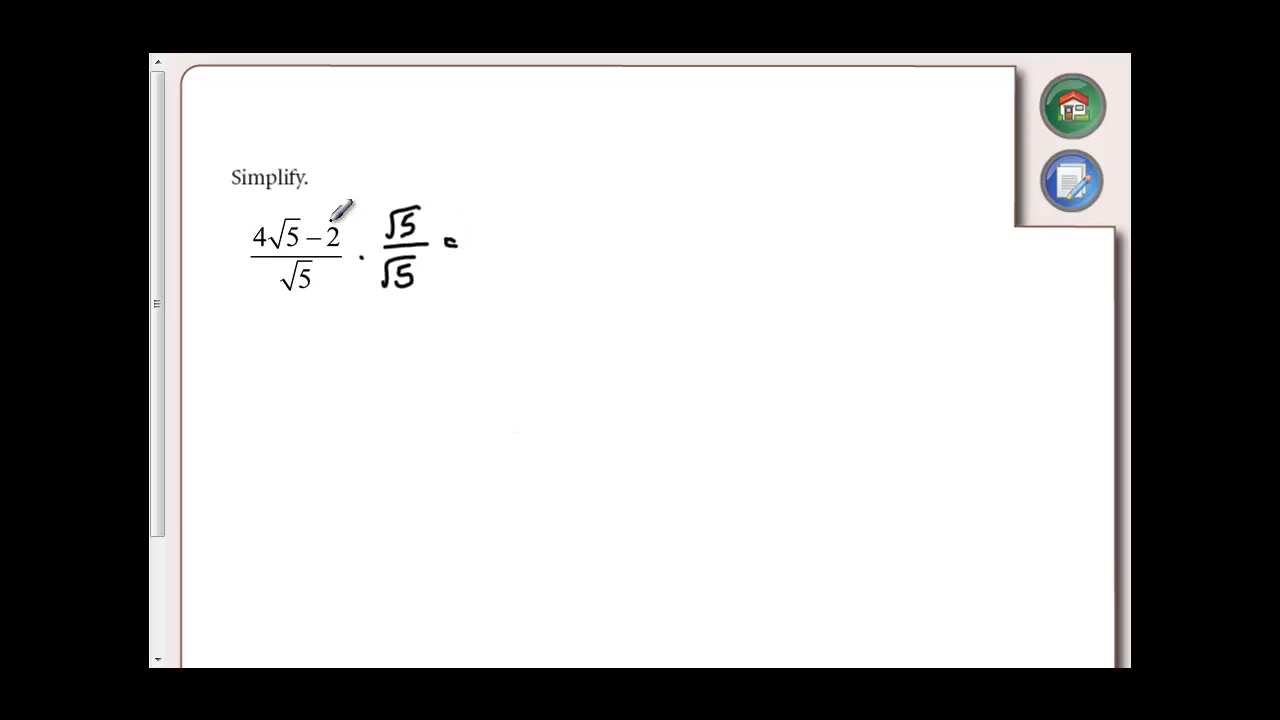 Simplify.
4√5 – 2 / √5 · √5 / √5 =